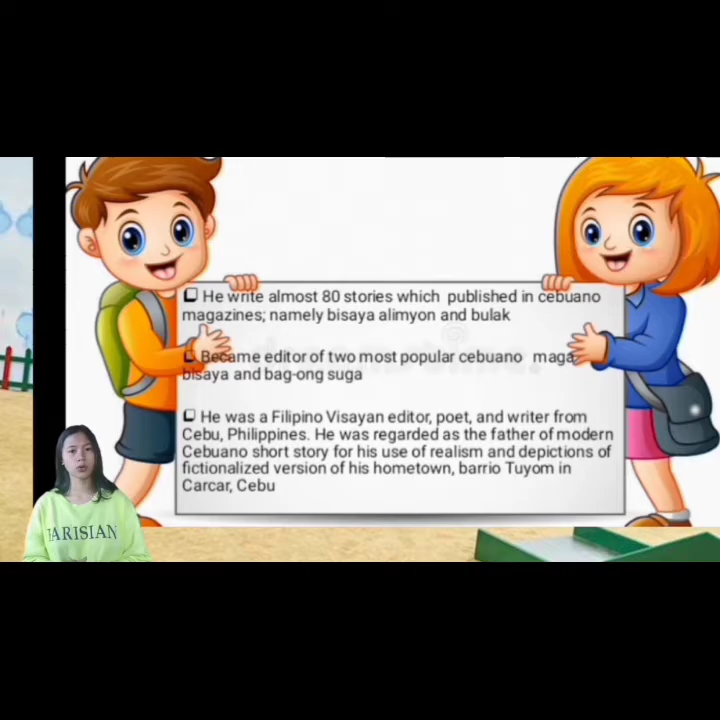 He write almost 80 stories which published in cebuano
magazines; namely bisaya alimyon and bulak
Became editor of two most popular cebuano maga
bisaya and bag-ong suga
He was a Filipino Visayan editor, poet, and writer from
Cebu, Philippines. He was regarded as the father of modern
Cebuano short story for his use of realism and depictions of
fictionalized version of his hometown, barrio Tuyom in
Carcar, Cebu
PARISIAN